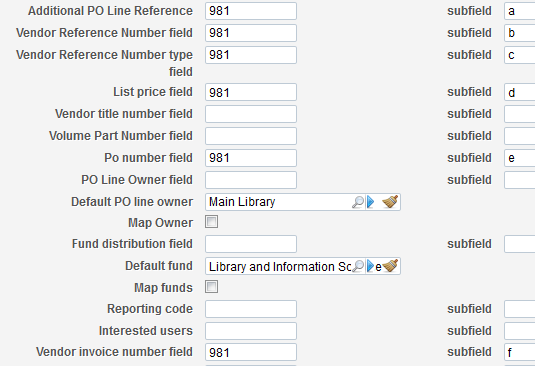 Additional PO Line Reference 981 subfield a
Vendor Reference Number field 981 subfield b
Vendor Reference Number type field 981 subfield c
List price field 981 subfield d
Vendor title number field subfield
Volume Part Number field subfield
Po number field 981 subfield e
PO Line Owner field subfield
Default PO line owner Main Library
Map Owner
Fund distribution field subfield
Default fund Library and Information Sc e
Map funds
Reporting code subfield
Interested users subfield
Vendor invoice number field 981 subfield f